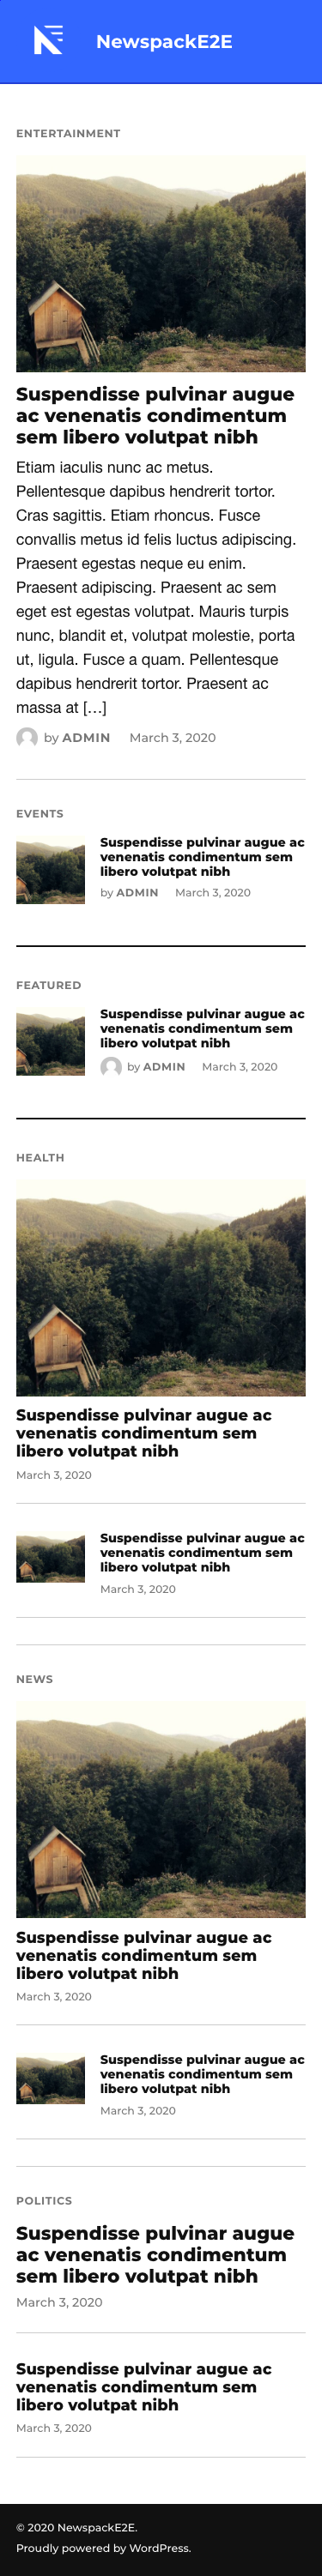 NewspackE2E
ENTERTAINMENT
Suspendisse pulvinar augue
ac venenatis condimentum
sem libero volutpat nibh
Etiam iaculis nunc ac metus.
Pellentesque dapibus hendrerit tortor.
Cras sagittis. Etiam rhoncus. Fusce
convallis metus id felis luctus adipiscing.
Praesent egestas neque eu enim.
Praesent adipiscing. Praesent ac sem
eget est egestas volutpat. Mauris turpis
nunc, blandit et, volutpat molestie, porta
ut, ligula. Fusce a quam. Pellentesque
dapibus hendrerit tortor. Praesent ac
massa at […]
by ADMIN March 3, 2020
EVENTS
Suspendisse pulvinar augue ac
venenatis condimentum sem
libero volutpat nibh
by ADMIN March 3, 2020
FEATURED
Suspendisse pulvinar augue ac
venenatis condimentum sem
libero volutpat nibh
by ADMIN March 3, 2020
HEALTH
Suspendisse pulvinar augue ac
venenatis condimentum sem
libero volutpat nibh
March 3, 2020
Suspendisse pulvinar augue ac
venenatis condimentum sem
libero volutpat nibh
March 3, 2020
NEWS
Suspendisse pulvinar augue ac
venenatis condimentum sem
libero volutpat nibh
March 3, 2020
Suspendisse pulvinar augue ac
venenatis condimentum sem
libero volutpat nibh
March 3, 2020
POLITICS
Suspendisse pulvinar augue
ac venenatis condimentum
sem libero volutpat nibh
March 3, 2020
Suspendisse pulvinar augue ac
venenatis condimentum sem
libero volutpat nibh
March 3, 2020
© 2020 NewspackE2E.
Proudly powered by WordPress.